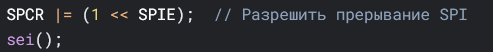 SPCR |= (1 << SPIE);  // Разрешить прерывание SPI
sei();